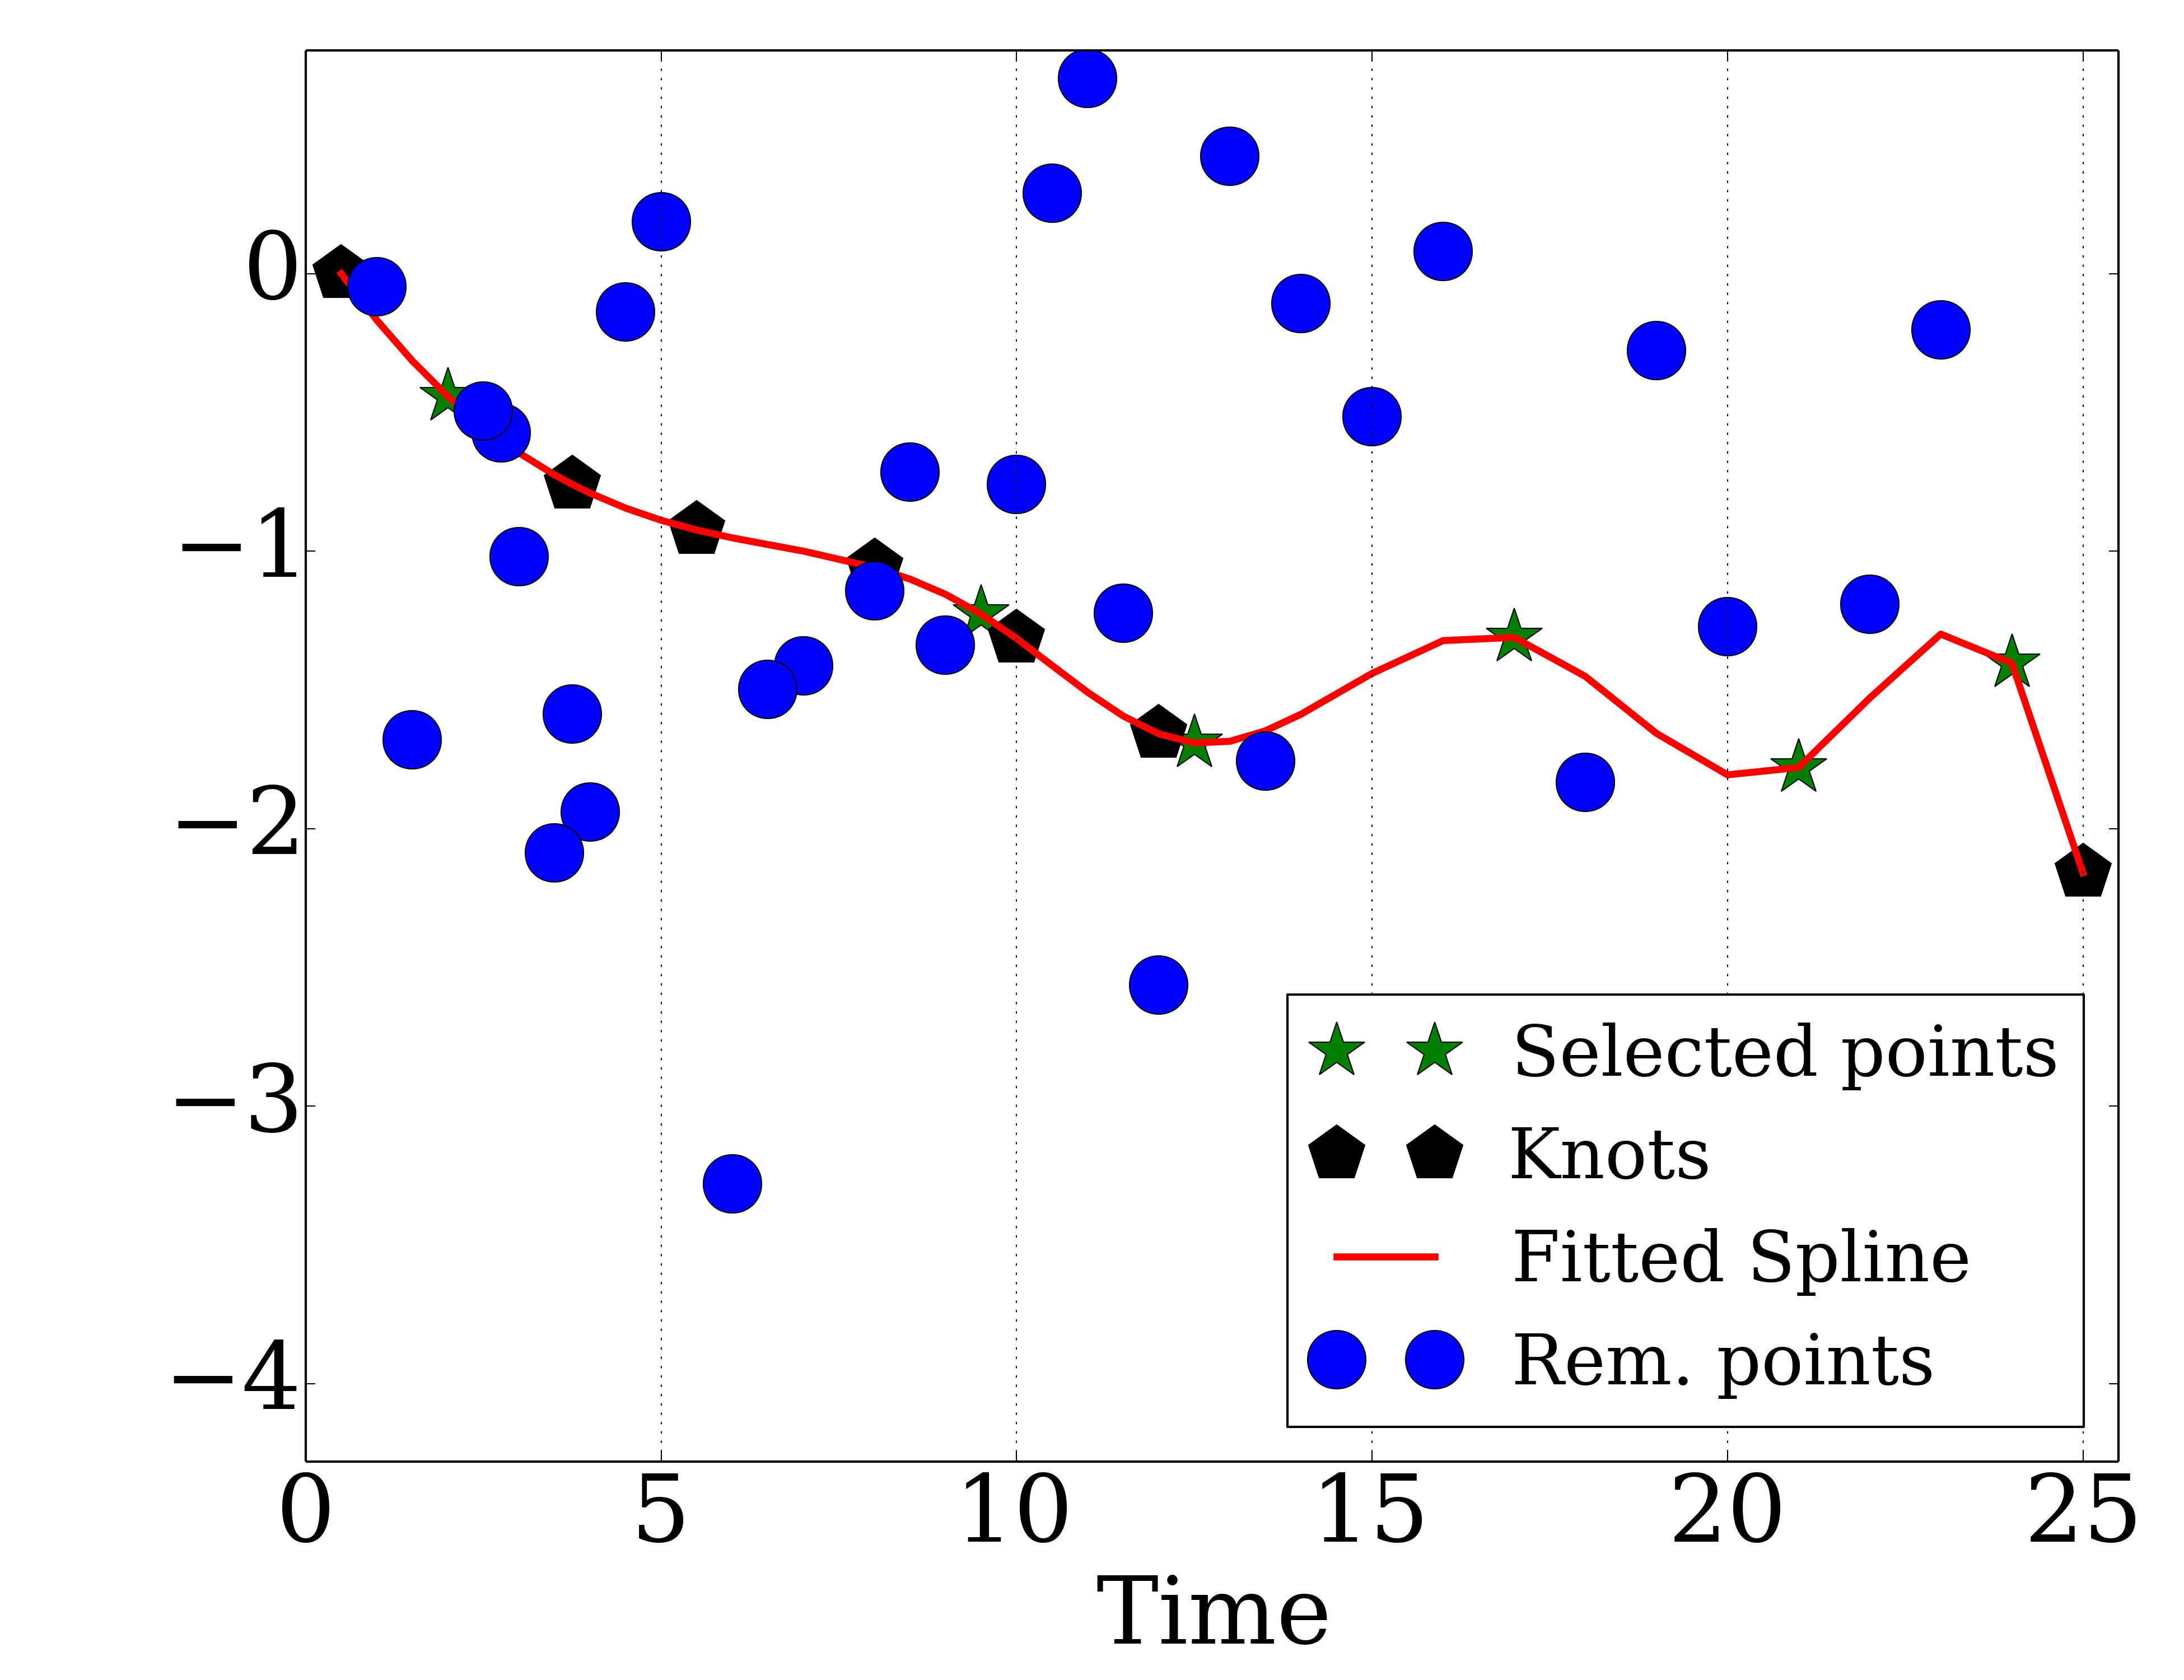 0
−1
−2
−3
−4
Selected points
Knots
Fitted Spline
Rem. points
0 5 10 15 20 25
Time